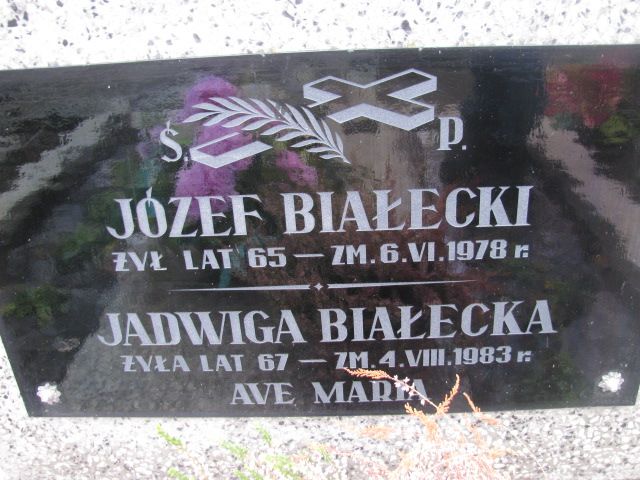 Ś. P.
JÓZEF BIAŁECKI
ŻYŁ LAT 65 — ZM. 6. VI. 1978 r.
JADWIGA BIAŁECKA
ŻYŁA LAT 67 — ZM. 4. VIII. 1983 r.
AVE MARIA